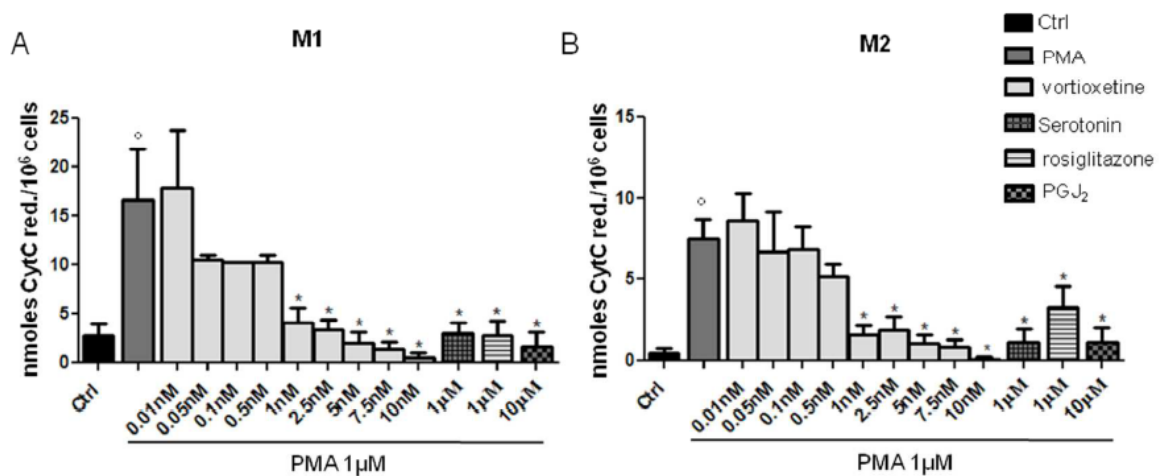 A
M1
nmoles CytC red./10⁶ cells
25
20
15
10
5
0
°
*
*
*
*
*
*
*
*
Ctrl
0.01nM
0.05nM
0.1nM
0.5nM
1nM
2.5nM
5nM
7.5nM
10nM
1µM
1µM
10µM
PMA 1µM
B
M2
nmoles CytC red./10⁶ cells
15
10
5
0
°
*
*
*
*
*
*
*
*
Ctrl
0.01nM
0.05nM
0.1nM
0.5nM
1nM
2.5nM
5nM
7.5nM
10nM
1µM
1µM
10µM
PMA 1µM
Ctrl
PMA
vortioxetine
Serotonin
rosiglitazone
PGJ₂